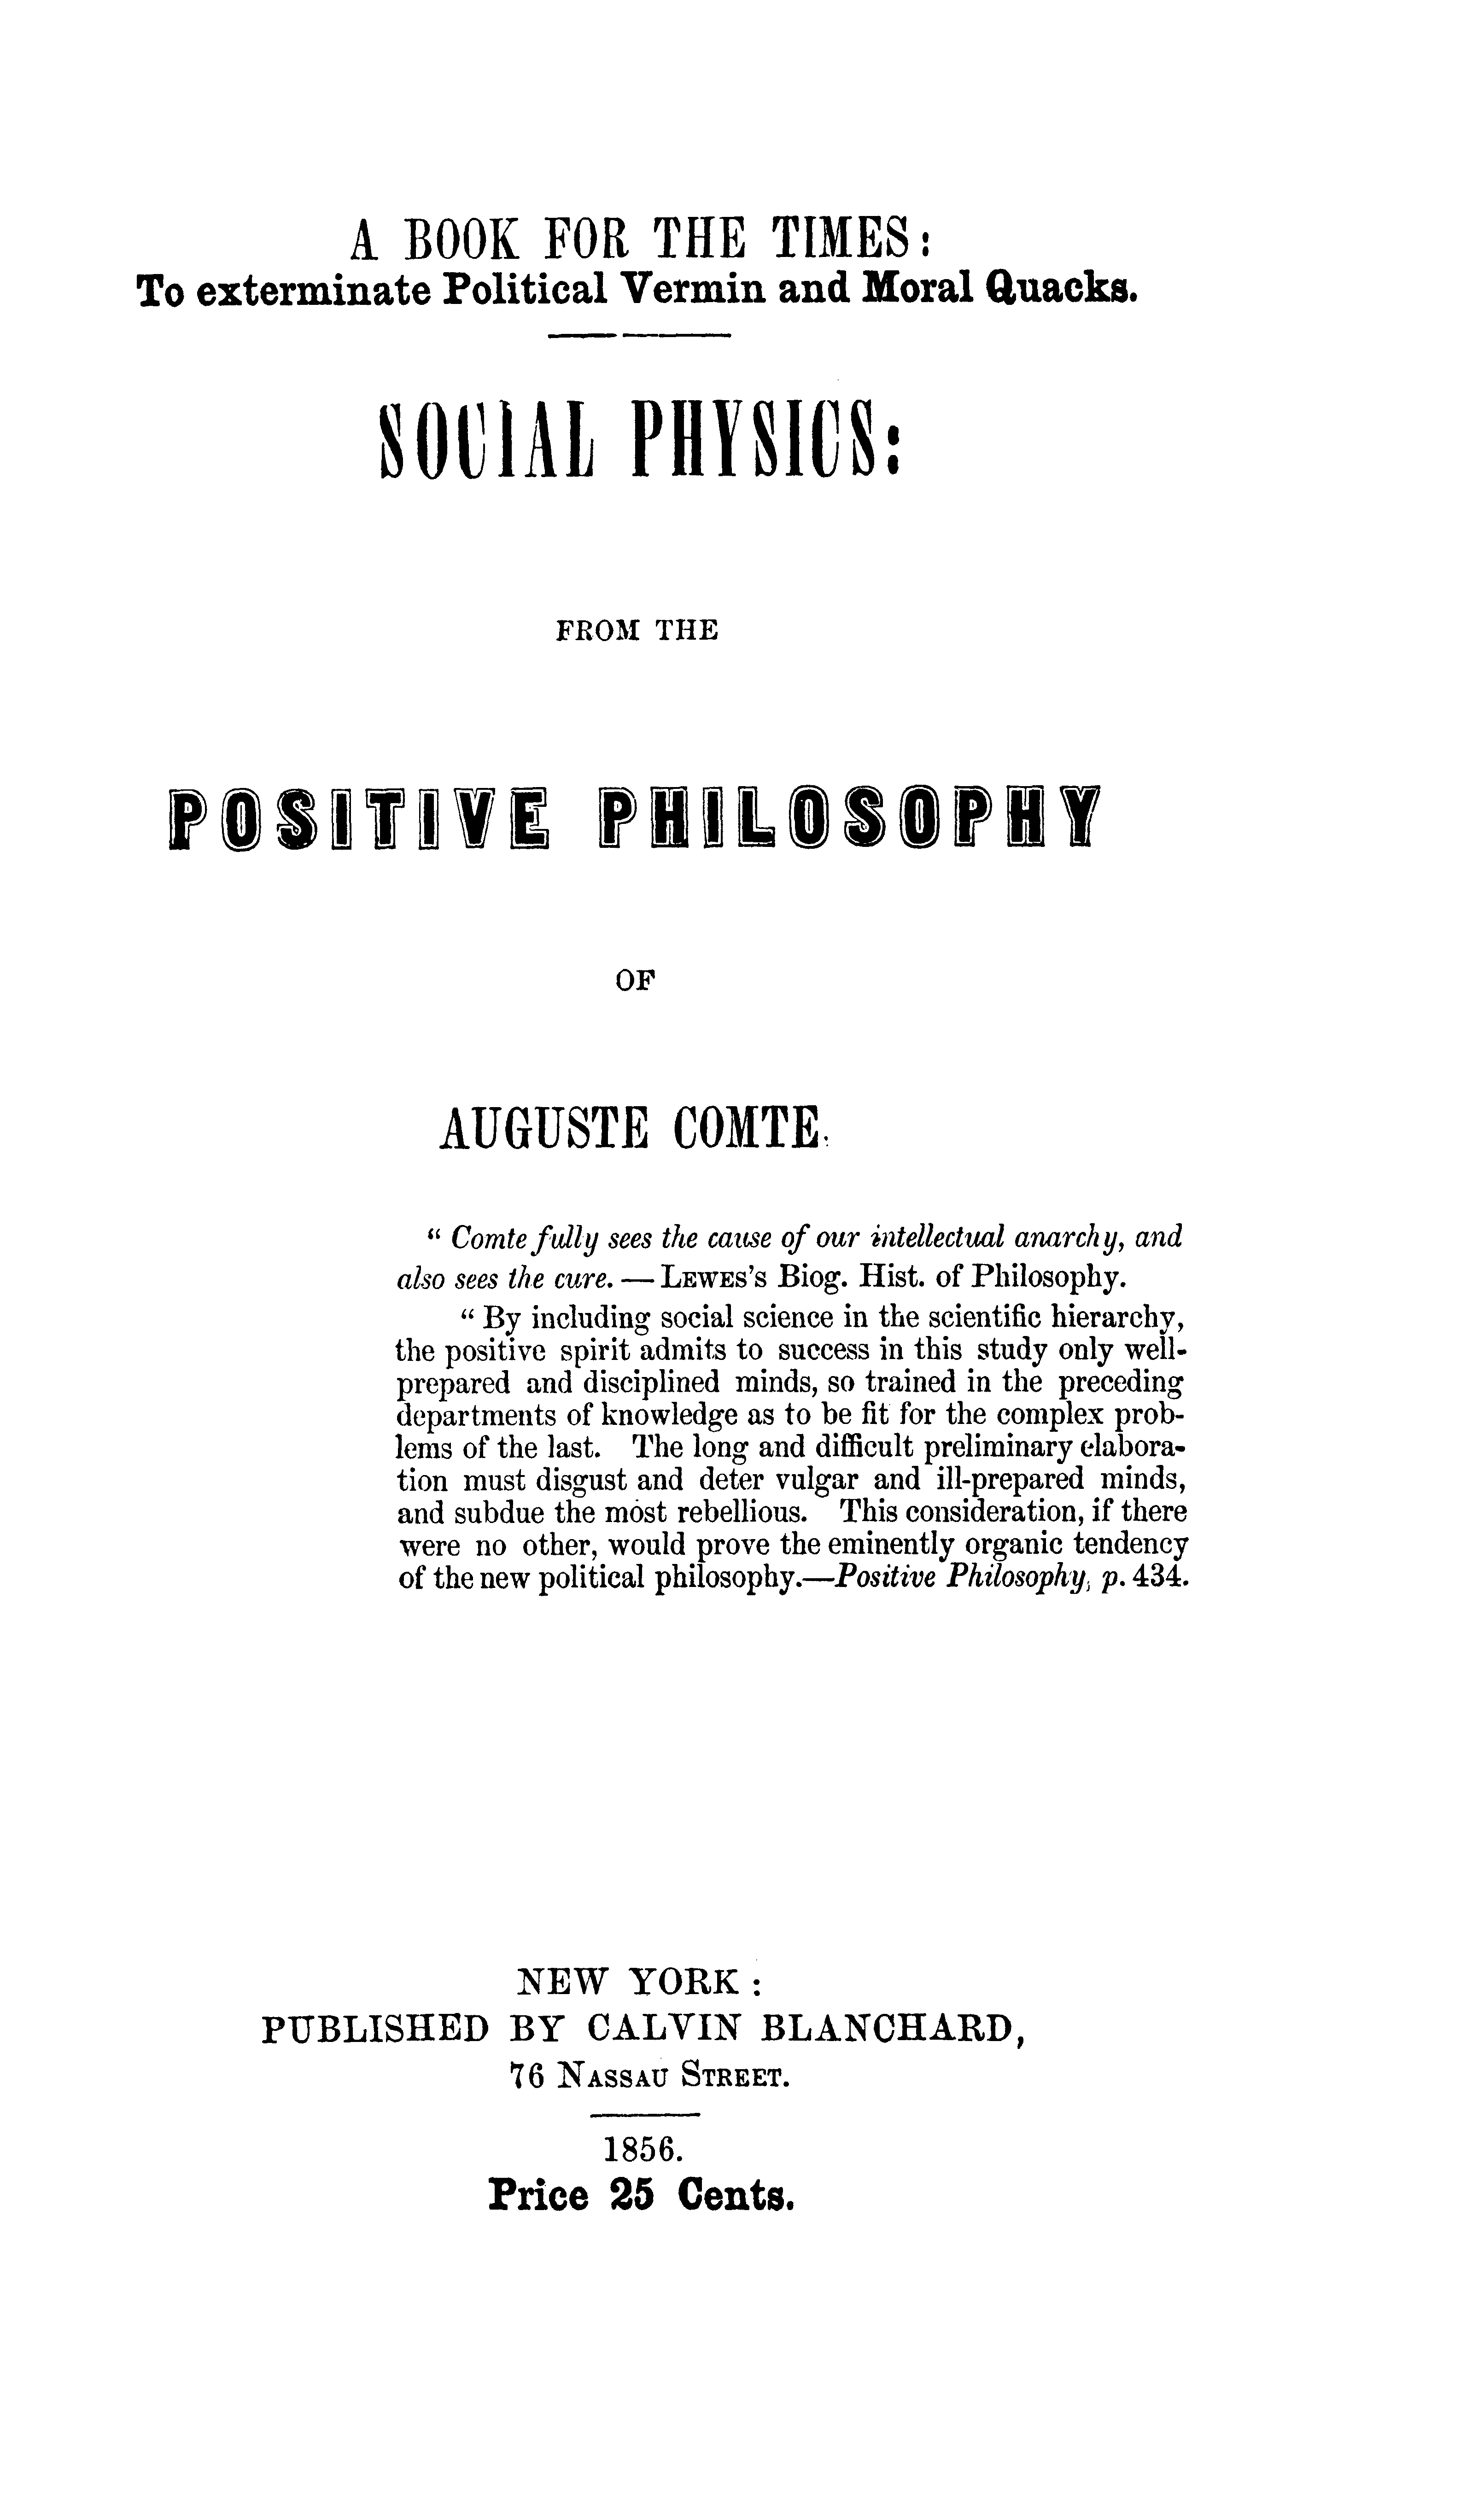 A BOOK FOR THE TIMES:
To exterminate Political Vermin and Moral Quacks.
SOCIAL PHYSICS:
FROM THE
POSITIVE PHILOSOPHY
OF
AUGUSTE COMTE.
“ Comte fully sees the cause of our intellectual anarchy, and
also sees the cure. — LEWES’S Biog. Hist. of Philosophy.
“ By including social science in the scientific hierarchy,
the positive spirit admits to success in this study only well-
prepared and disciplined minds, so trained in the preceding
departments of knowledge as to be fit for the complex prob-
lems of the last. The long and difficult preliminary elabora-
tion must disgust and deter vulgar and ill-prepared minds,
and subdue the most rebellious. This consideration, if there
were no other, would prove the eminently organic tendency
of the new political philosophy.—Positive Philosophy, p. 434.
NEW YORK :
PUBLISHED BY CALVIN BLANCHARD,
76 NASSAU STREET.
1856.
Price 25 Cents.